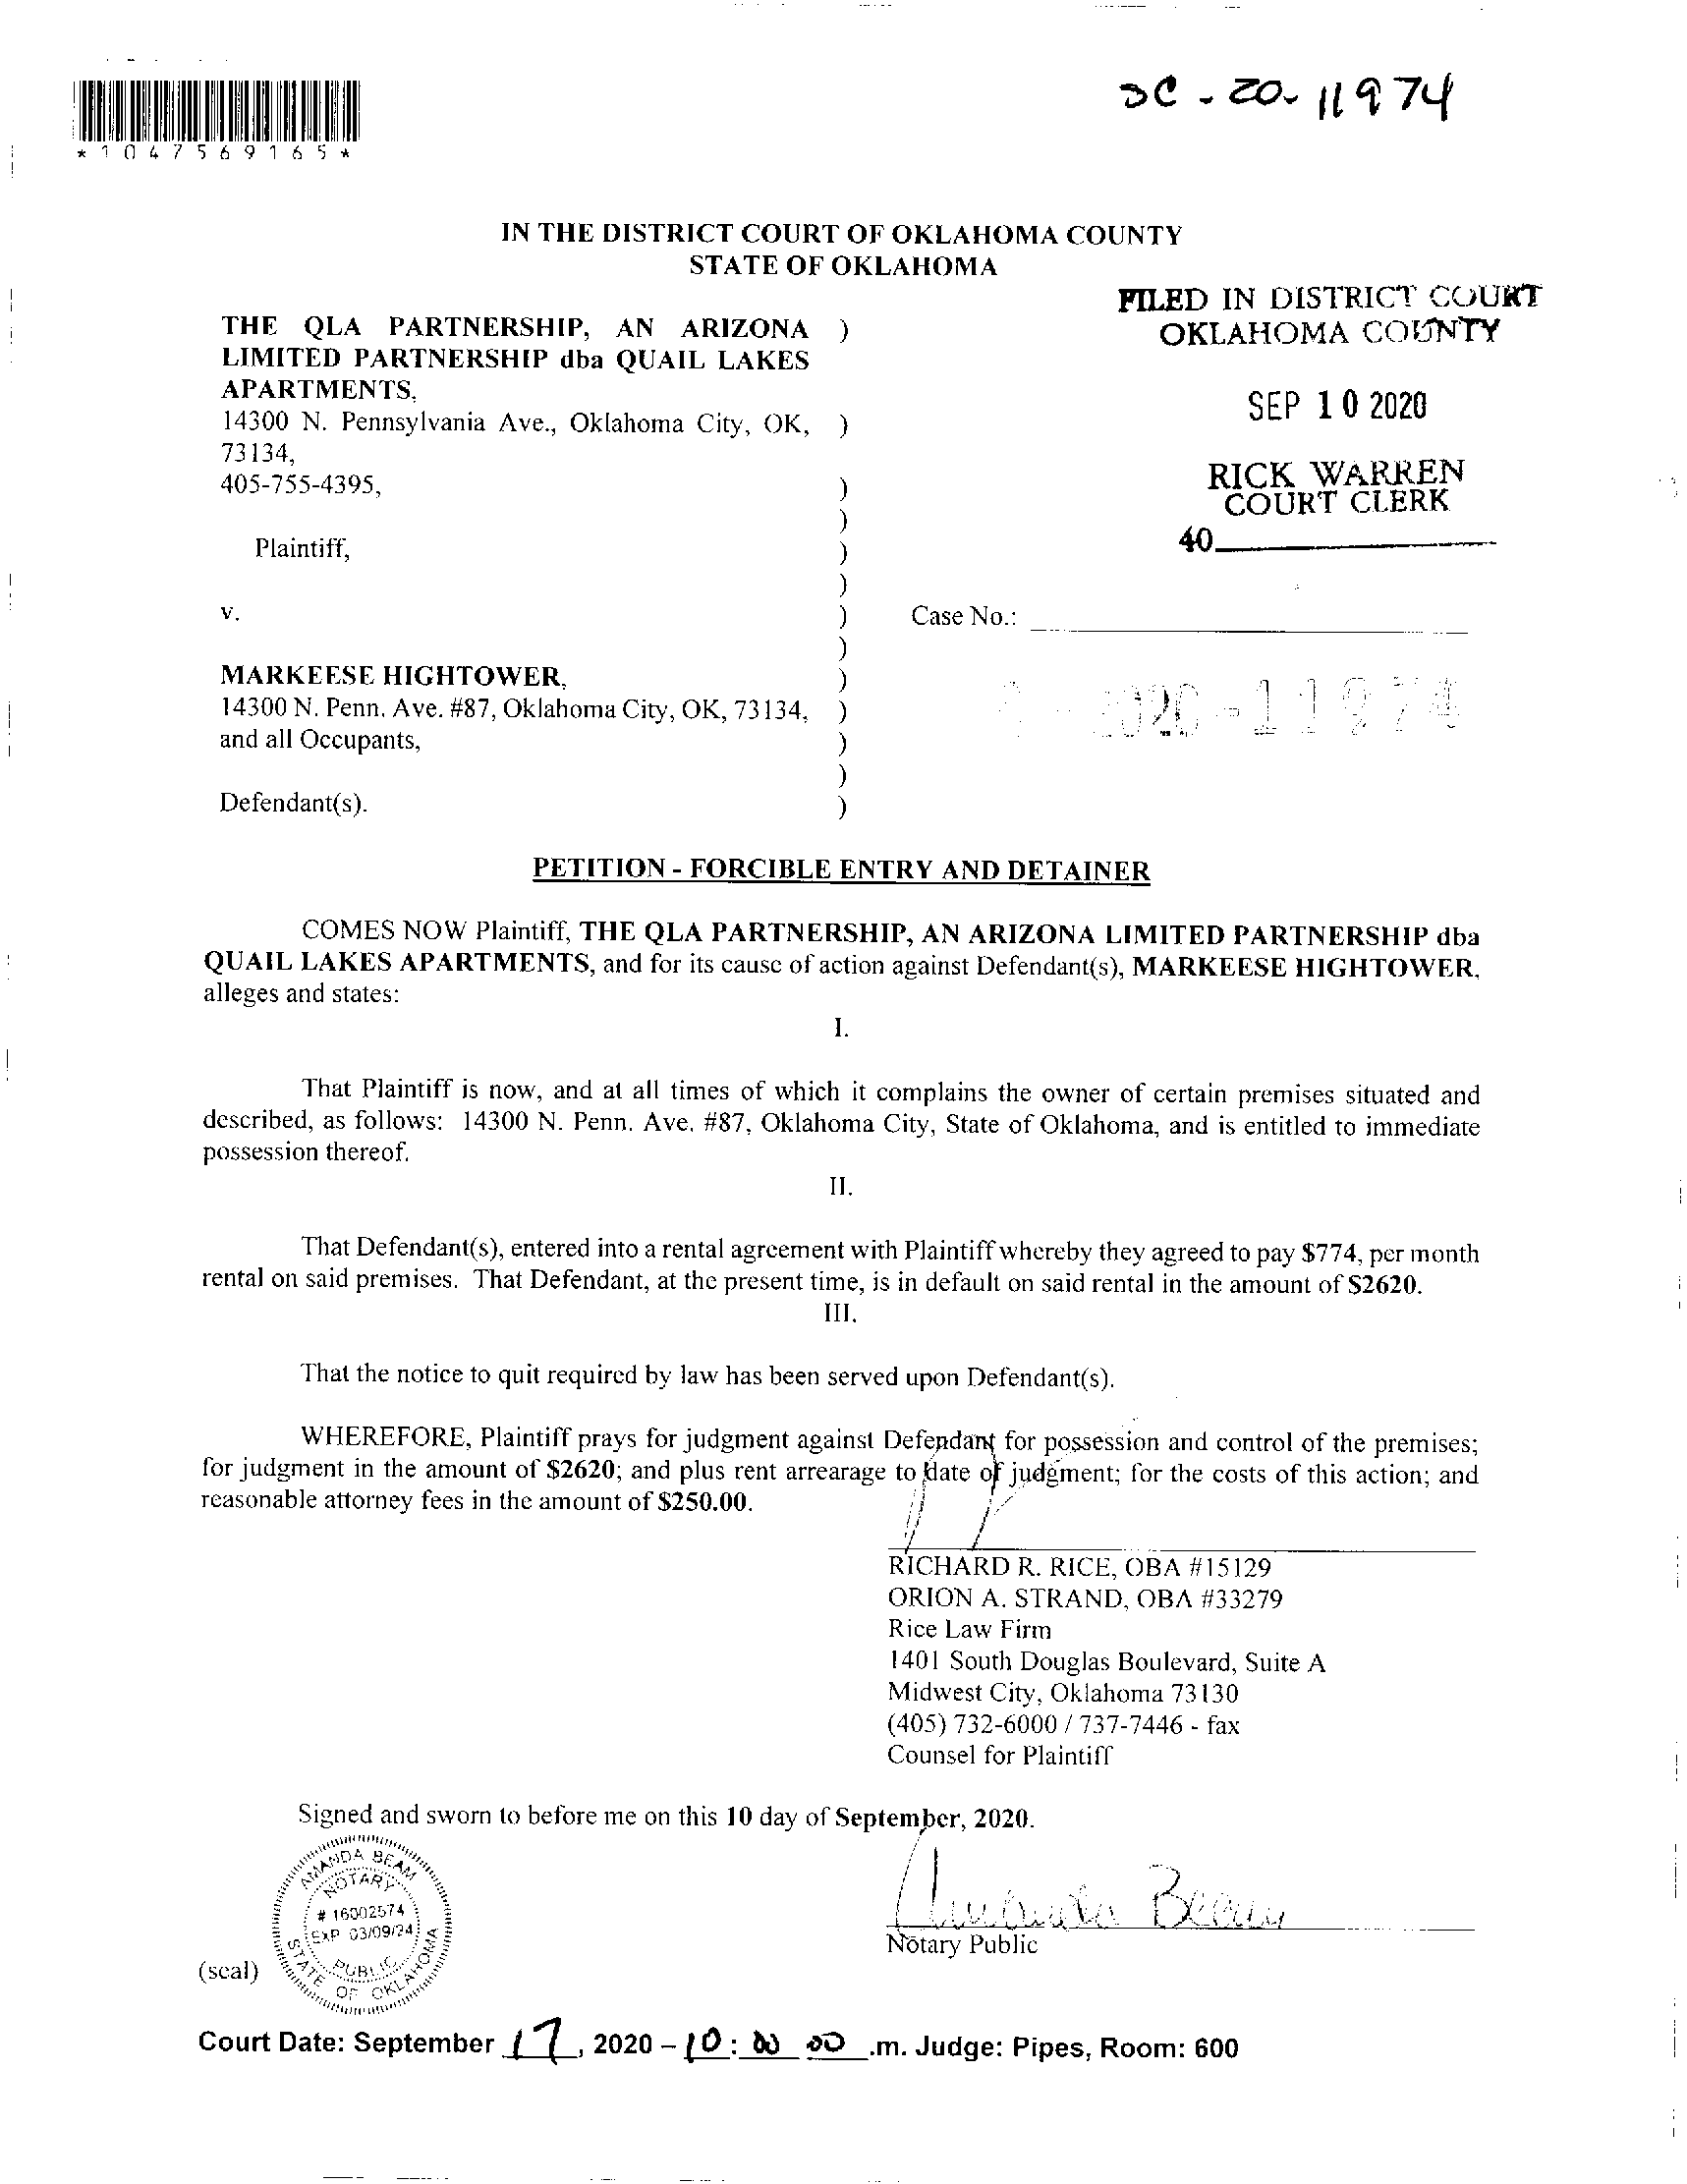 SC - 20- 11974
*1047569165*
IN THE DISTRICT COURT OF OKLAHOMA COUNTY
STATE OF OKLAHOMA
FILED IN DISTRICT COURT
OKLAHOMA COUNTY
SEP 10 2020
RICK WARREN
COURT CLERK
40
THE QLA PARTNERSHIP, AN ARIZONA )
LIMITED PARTNERSHIP dba QUAIL LAKES
APARTMENTS,
14300 N. Pennsylvania Ave., Oklahoma City, OK, )
73134,
405-755-4395, )
)
Plaintiff, )
)
v. ) Case No.:
)
MARKEESE HIGHTOWER, )
14300 N. Penn. Ave. #87, Oklahoma City, OK, 73134, )
and all Occupants, )
)
Defendant(s). )
2020-11974
PETITION - FORCIBLE ENTRY AND DETAINER
COMES NOW Plaintiff, THE QLA PARTNERSHIP, AN ARIZONA LIMITED PARTNERSHIP dba
QUAIL LAKES APARTMENTS, and for its cause of action against Defendant(s), MARKEESE HIGHTOWER,
alleges and states:
I.
That Plaintiff is now, and at all times of which it complains the owner of certain premises situated and
described, as follows: 14300 N. Penn. Ave. #87, Oklahoma City, State of Oklahoma, and is entitled to immediate
possession thereof.
II.
That Defendant(s), entered into a rental agreement with Plaintiff whereby they agreed to pay $774, per month
rental on said premises. That Defendant, at the present time, is in default on said rental in the amount of $2620.
III.
That the notice to quit required by law has been served upon Defendant(s).
WHEREFORE, Plaintiff prays for judgment against Defendant for possession and control of the premises;
for judgment in the amount of $2620; and plus rent arrearage to date of judgment; for the costs of this action; and
reasonable attorney fees in the amount of $250.00.
RICHARD R. RICE, OBA #15129
ORION A. STRAND, OBA #33279
Rice Law Firm
1401 South Douglas Boulevard, Suite A
Midwest City, Oklahoma 73130
(405) 732-6000 / 737-7446 - fax
Counsel for Plaintiff
Signed and sworn to before me on this 10 day of September, 2020.
AMANDA BEAM
NOTARY
# 16002574
EXP 03/09/24
PUBLIC
STATE OF OKLAHOMA
(seal)
Amanda Beam
Notary Public
Court Date: September 17, 2020 – 10: 00 .m. Judge: Pipes, Room: 600